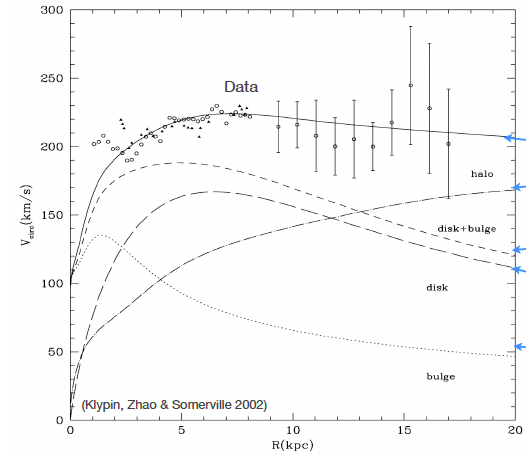 300
250
Data
200
halo
V_circ(km/s)
150
disk+bulge
100
disk
50
bulge
(Klypin, Zhao & Somerville 2002)
0
0 5 10 15 20
R(kpc)